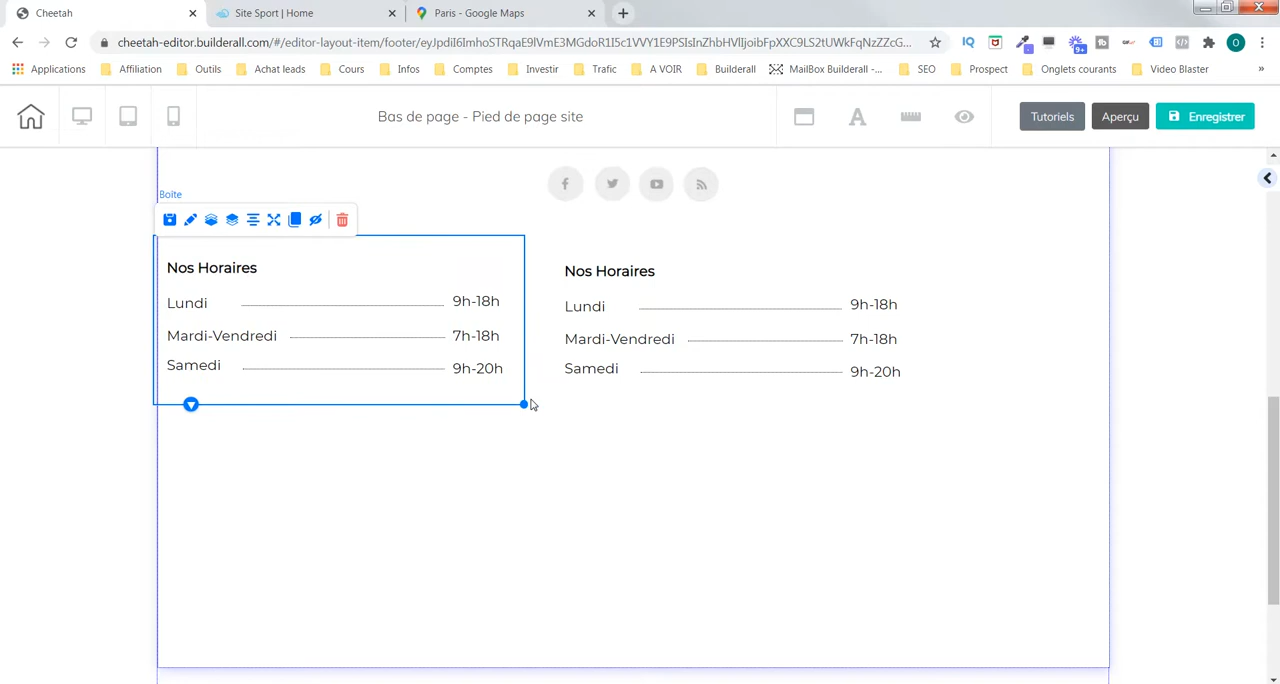 Cheetah
Site Sport | Home
Paris - Google Maps
cheetah-editor.builderall.com/#/editor-layout-item/footer/
Applications
Affiliation
Outils
Achat leads
Cours
Infos
Comptes
Investir
Trafic
A VOIR
Builderall
MailBox Builderall -...
SEO
Prospect
Onglets courants
Video Blaster
»
Bas de page - Pied de page site
Tutoriels
Aperçu
Enregistrer
Boîte
Nos Horaires
Lundi 9h-18h
Mardi-Vendredi 7h-18h
Samedi 9h-20h
Nos Horaires
Lundi 9h-18h
Mardi-Vendredi 7h-18h
Samedi 9h-20h